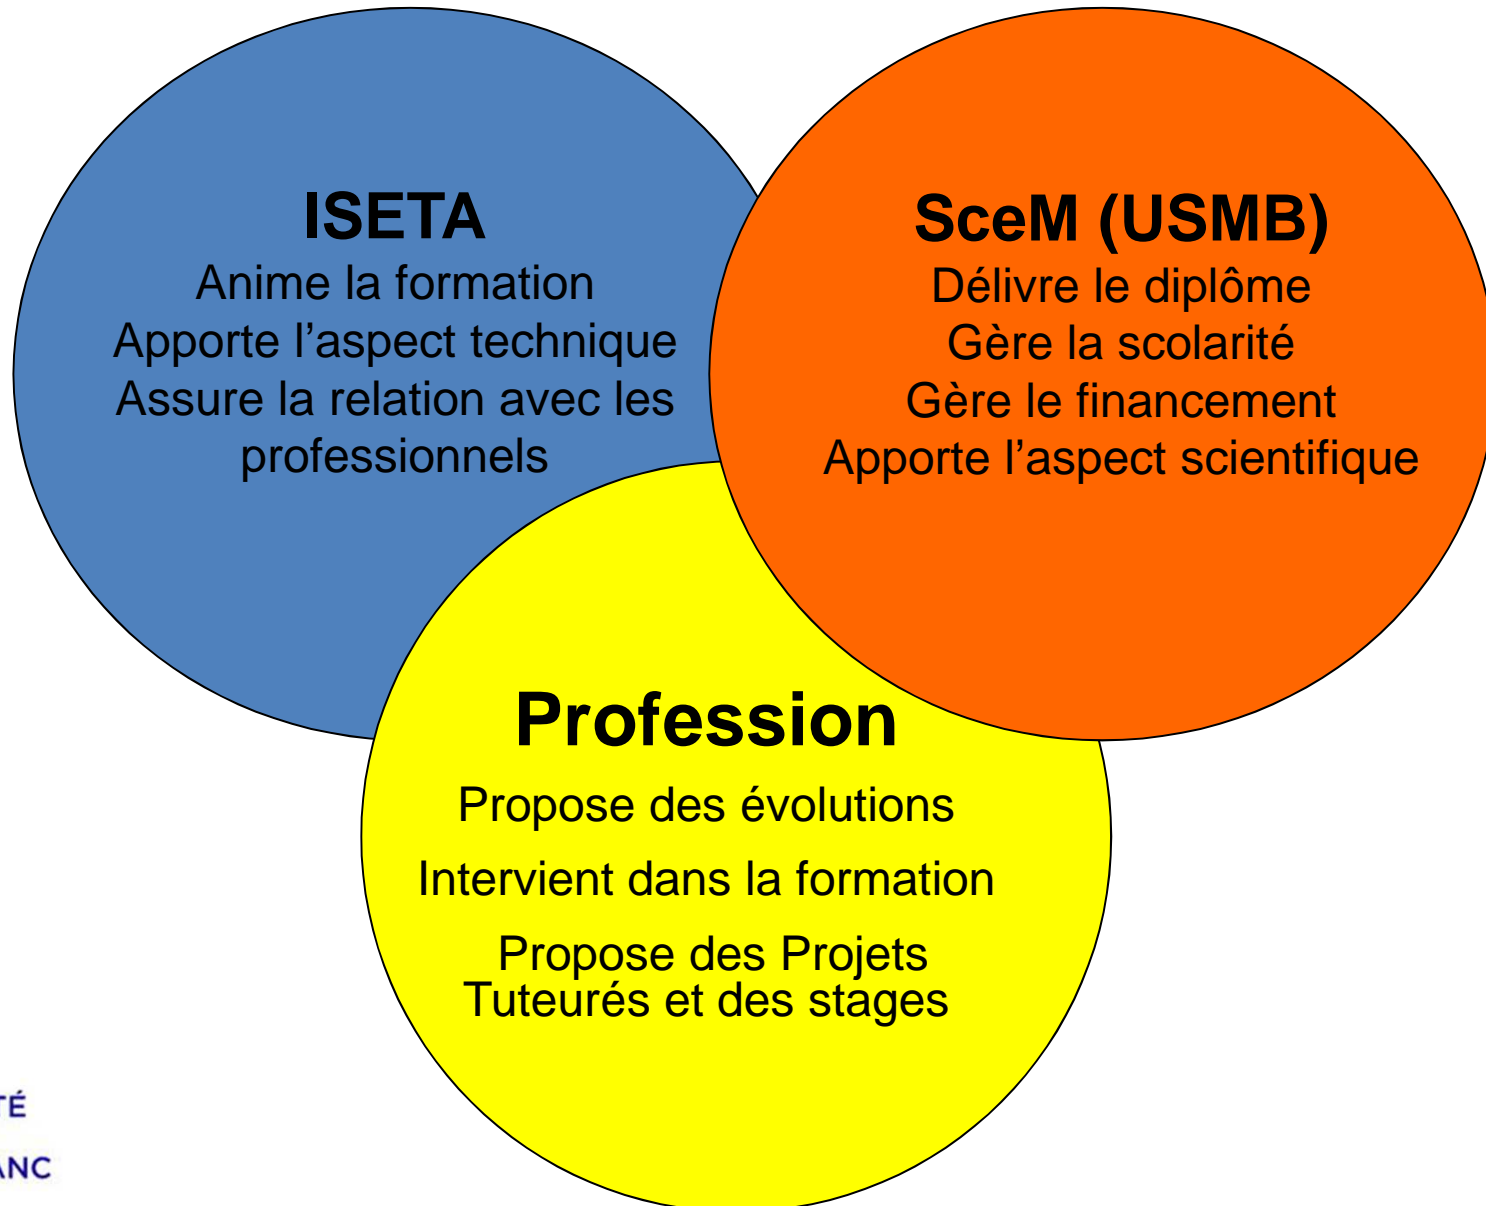 ISETA
Anime la formation
Apporte l’aspect technique
Assure la relation avec les
professionnels
SceM (USMB)
Délivre le diplôme
Gère la scolarité
Gère le financement
Apporte l’aspect scientifique
Profession
Propose des évolutions
Intervient dans la formation
Propose des Projets
Tuteurés et des stages
TÉ
ANC